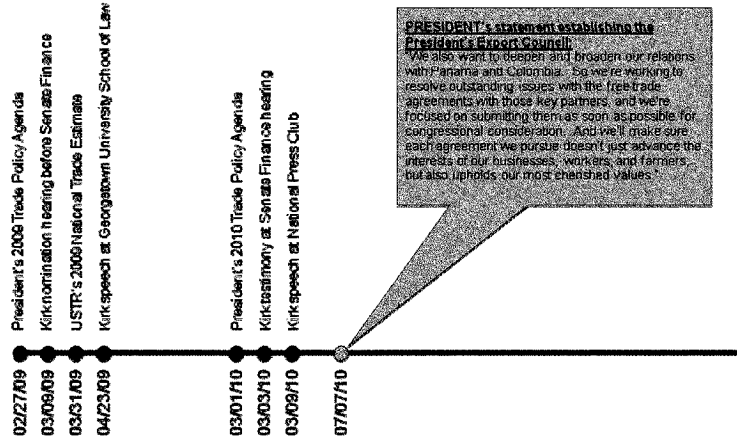 President's 2009 Trade Policy Agenda
Kirk nomination hearing before Senate Finance
USTR's 2009 National Trade Estimate
Kirk speech at Georgetown University School of Law
President's 2010 Trade Policy Agenda
Kirk testimony at Senate Finance hearing
Kirk speech at National Press Club
PRESIDENT's statement establishing the
President's Export Council:
"We also want to deepen and broaden our relations
with Panama and Colombia. So we're working to
resolve outstanding issues with the free trade
agreements with those key partners, and we're
focused on submitting them as soon as possible for
congressional consideration. And we'll make sure
each agreement we pursue doesn't just advance the
interests of our businesses, workers, and farmers,
but also upholds our most cherished values."
02/27/09
03/09/09
03/31/09
04/23/09
03/01/10
03/03/10
03/09/10
07/07/10